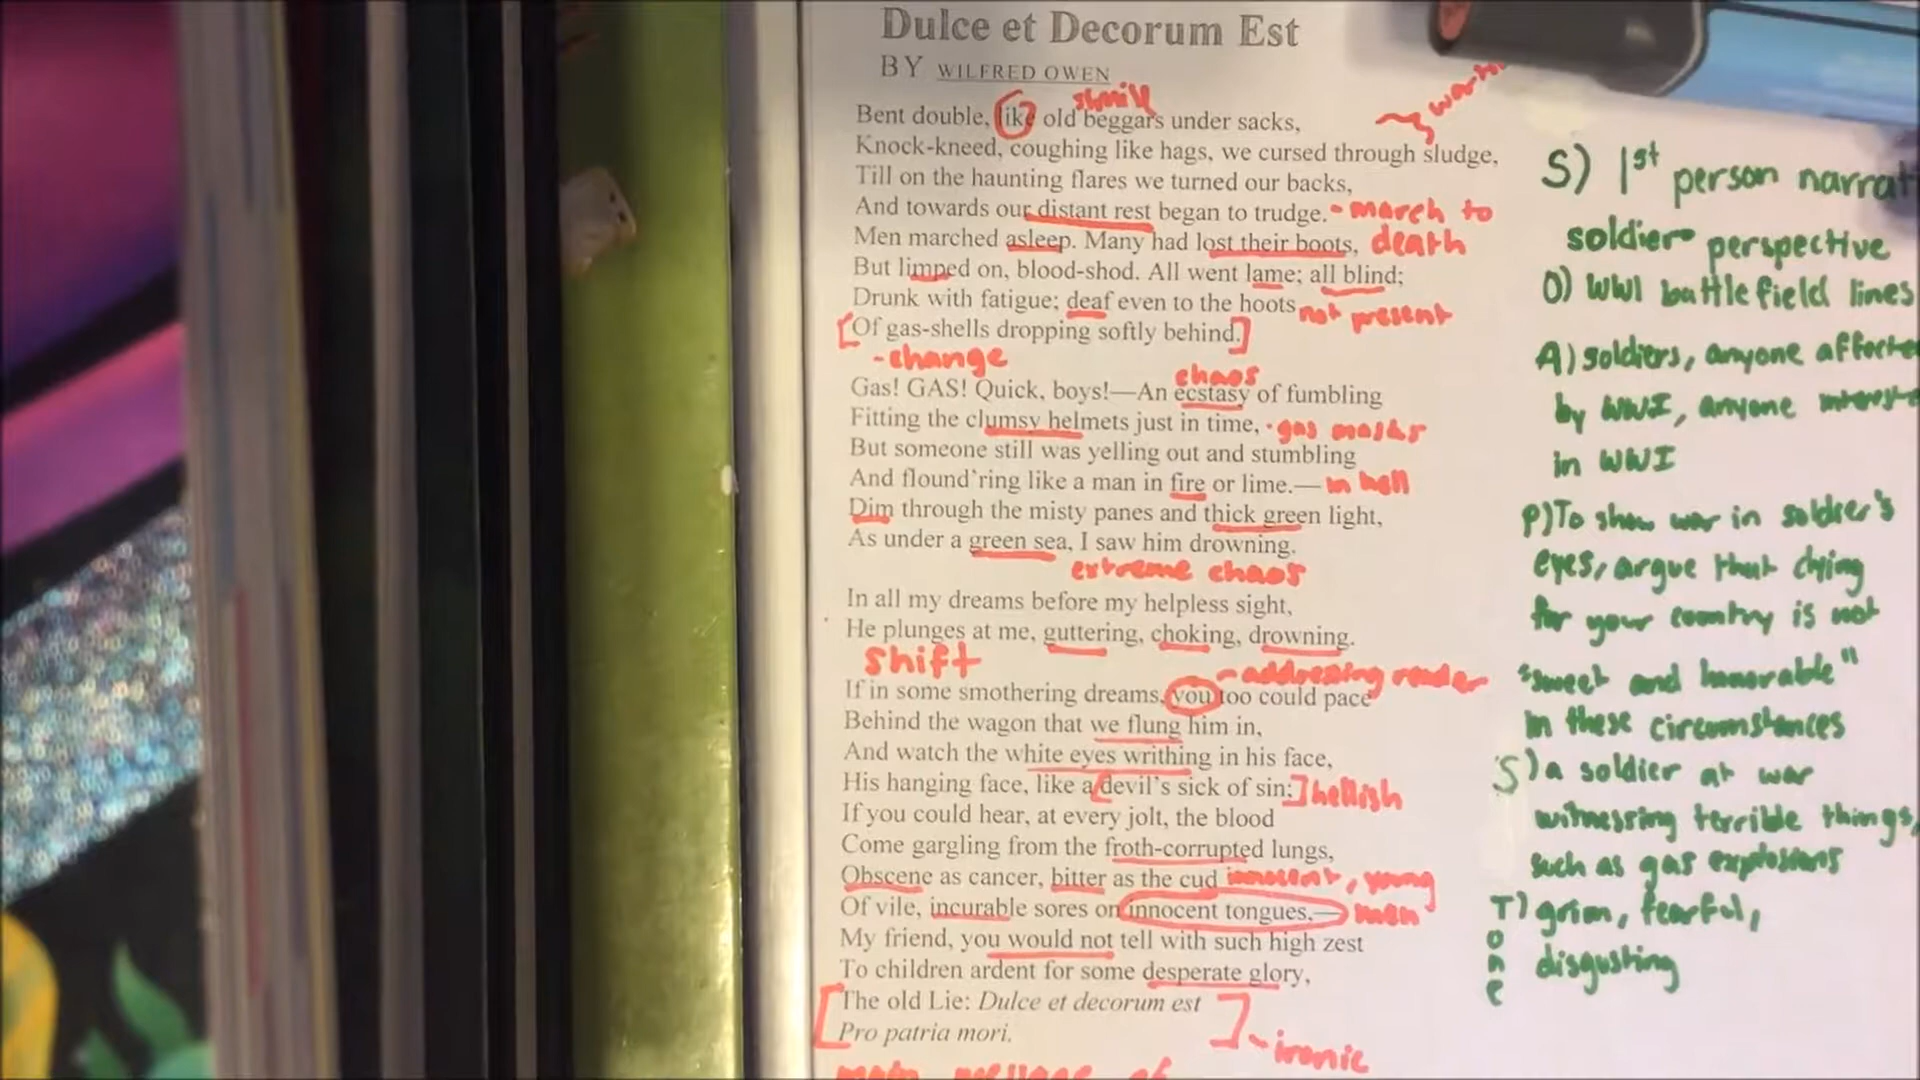 Dulce et Decorum Est
BY WILFRED OWEN
simile
Bent double, like old beggars under sacks,
Knock-kneed, coughing like hags, we cursed through sludge,
Till on the haunting flares we turned our backs,
And towards our distant rest began to trudge. - march to
Men marched asleep. Many had lost their boots, death
But limped on, blood-shod. All went lame; all blind;
Drunk with fatigue; deaf even to the hoots not present
[Of gas-shells dropping softly behind.]
- change
chaos
Gas! GAS! Quick, boys!—An ecstasy of fumbling
Fitting the clumsy helmets just in time, · gas masks
But someone still was yelling out and stumbling
And flound'ring like a man in fire or lime.— in hell
Dim through the misty panes and thick green light,
As under a green sea, I saw him drowning.
extreme chaos
In all my dreams before my helpless sight,
He plunges at me, guttering, choking, drowning.
shift
- addressing reader
If in some smothering dreams, you too could pace
Behind the wagon that we flung him in,
And watch the white eyes writhing in his face,
His hanging face, like a [devil's sick of sin;] hellish
If you could hear, at every jolt, the blood
Come gargling from the froth-corrupted lungs,
Obscene as cancer, bitter as the cud innocent, young
Of vile, incurable sores on innocent tongues,— men
My friend, you would not tell with such high zest
To children ardent for some desperate glory,
[The old Lie: Dulce et decorum est
Pro patria mori.] - ironic
main message of
S) 1st person narrat
soldier perspective
O) WWI battlefield lines
A) soldiers, anyone affecte
by WWI, anyone interest
in WWI
P) To show war in soldier's
eyes, argue that dying
for your country is not
"sweet and honorable"
in these circumstances
S) a soldier at war
witnessing terrible things,
such as gas explosions
T) grim, fearful,
one disgusting